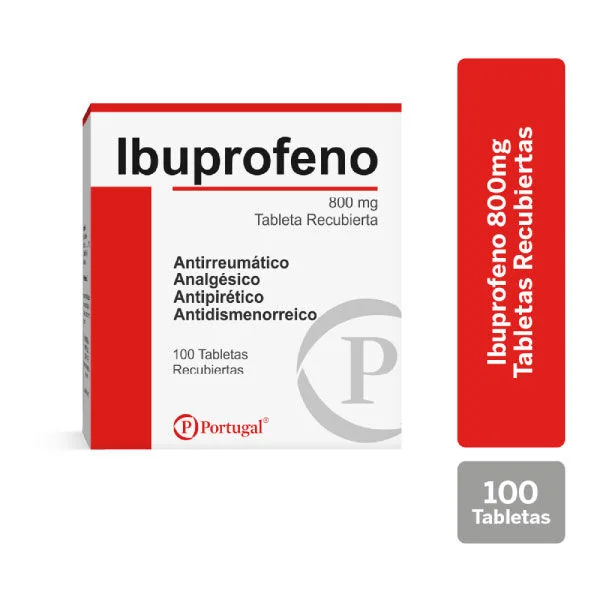 Ibuprofeno
800 mg
Tableta Recubierta
Antirreumático
Analgésico
Antipirético
Antidismenorreico
100 Tabletas
Recubiertas
P
P Portugal®
Ibuprofeno 800mg
Tabletas Recubiertas
100
Tabletas